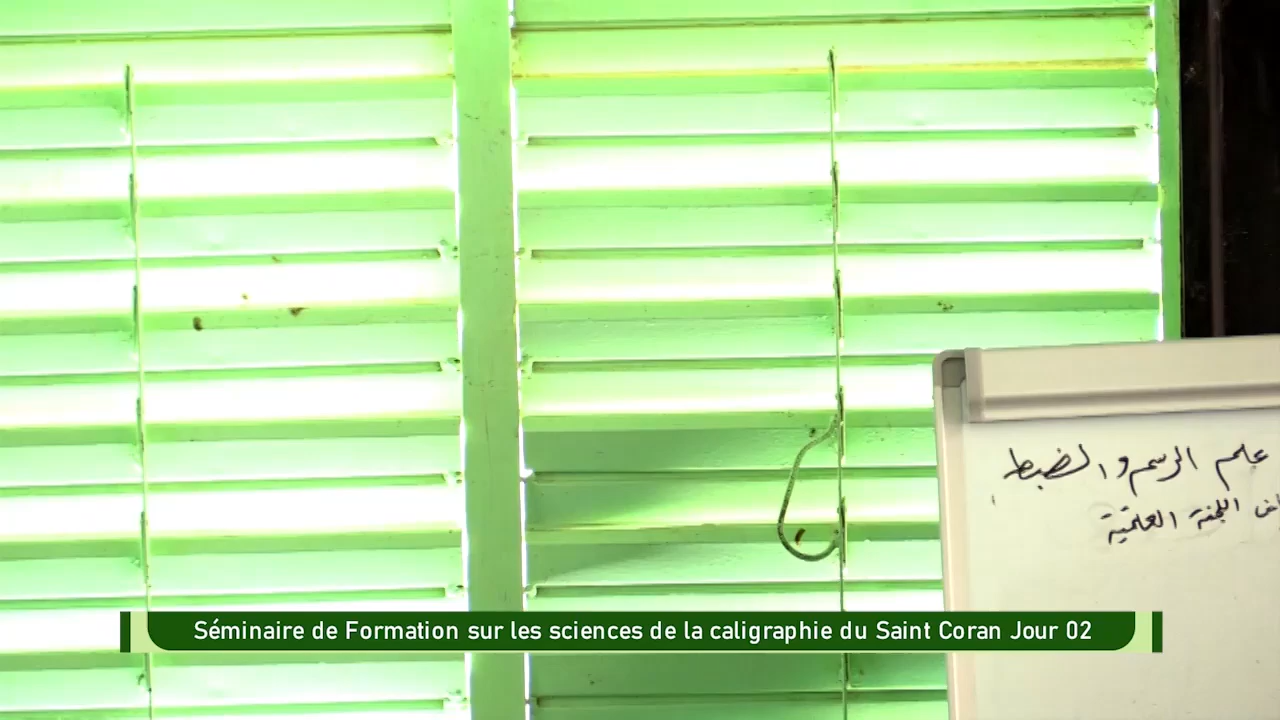 علم الرسم والضبط
اللجنة العلمية
Séminaire de Formation sur les sciences de la caligraphie du Saint Coran Jour 02